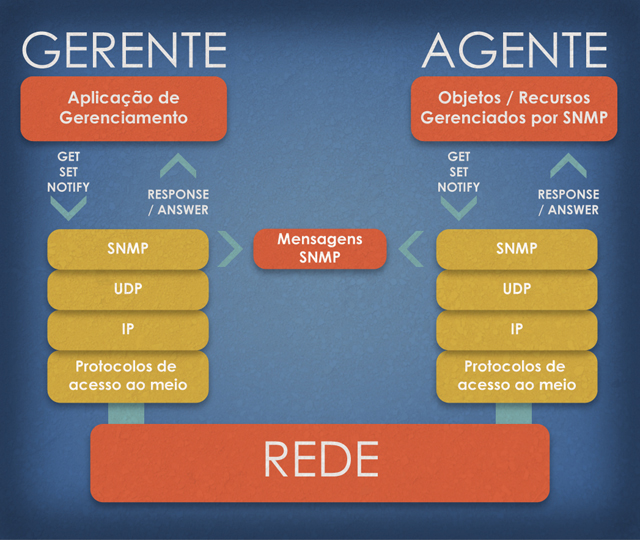 GERENTE
Aplicação de
Gerenciamento
GET
SET
NOTIFY
RESPONSE
/ ANSWER
SNMP
UDP
IP
Protocolos de
acesso ao meio
Mensagens
SNMP
AGENTE
Objetos / Recursos
Gerenciados por SNMP
GET
SET
NOTIFY
RESPONSE
/ ANSWER
SNMP
UDP
IP
Protocolos de
acesso ao meio
REDE